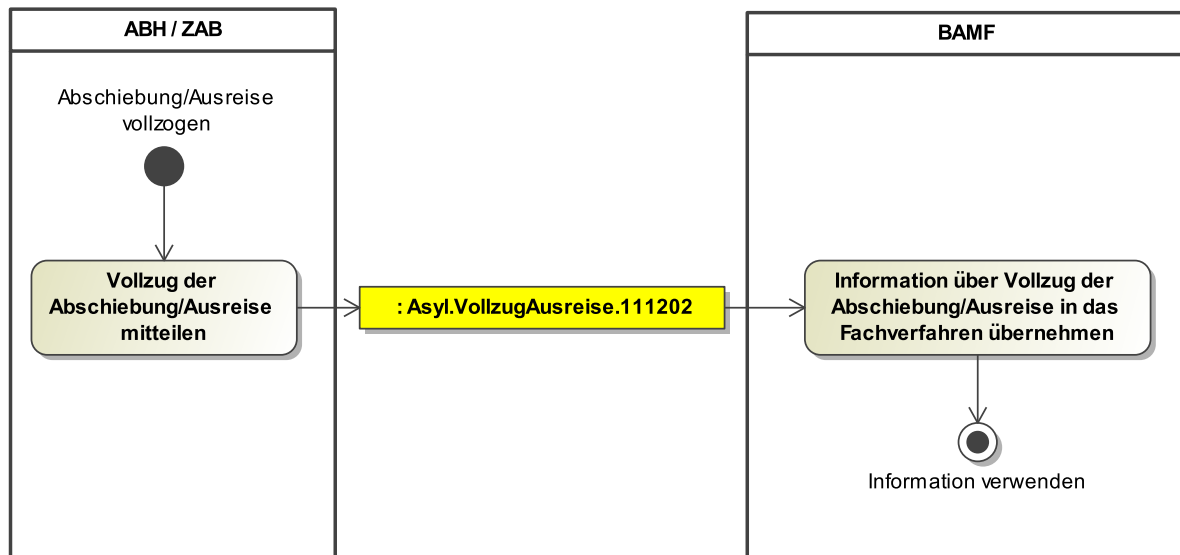 ABH / ZAB
BAMF
Abschiebung/Ausreise
vollzogen
Vollzug der
Abschiebung/Ausreise
mitteilen
: Asyl.VollzugAusreise.111202
Information über Vollzug der
Abschiebung/Ausreise in das
Fachverfahren übernehmen
Information verwenden